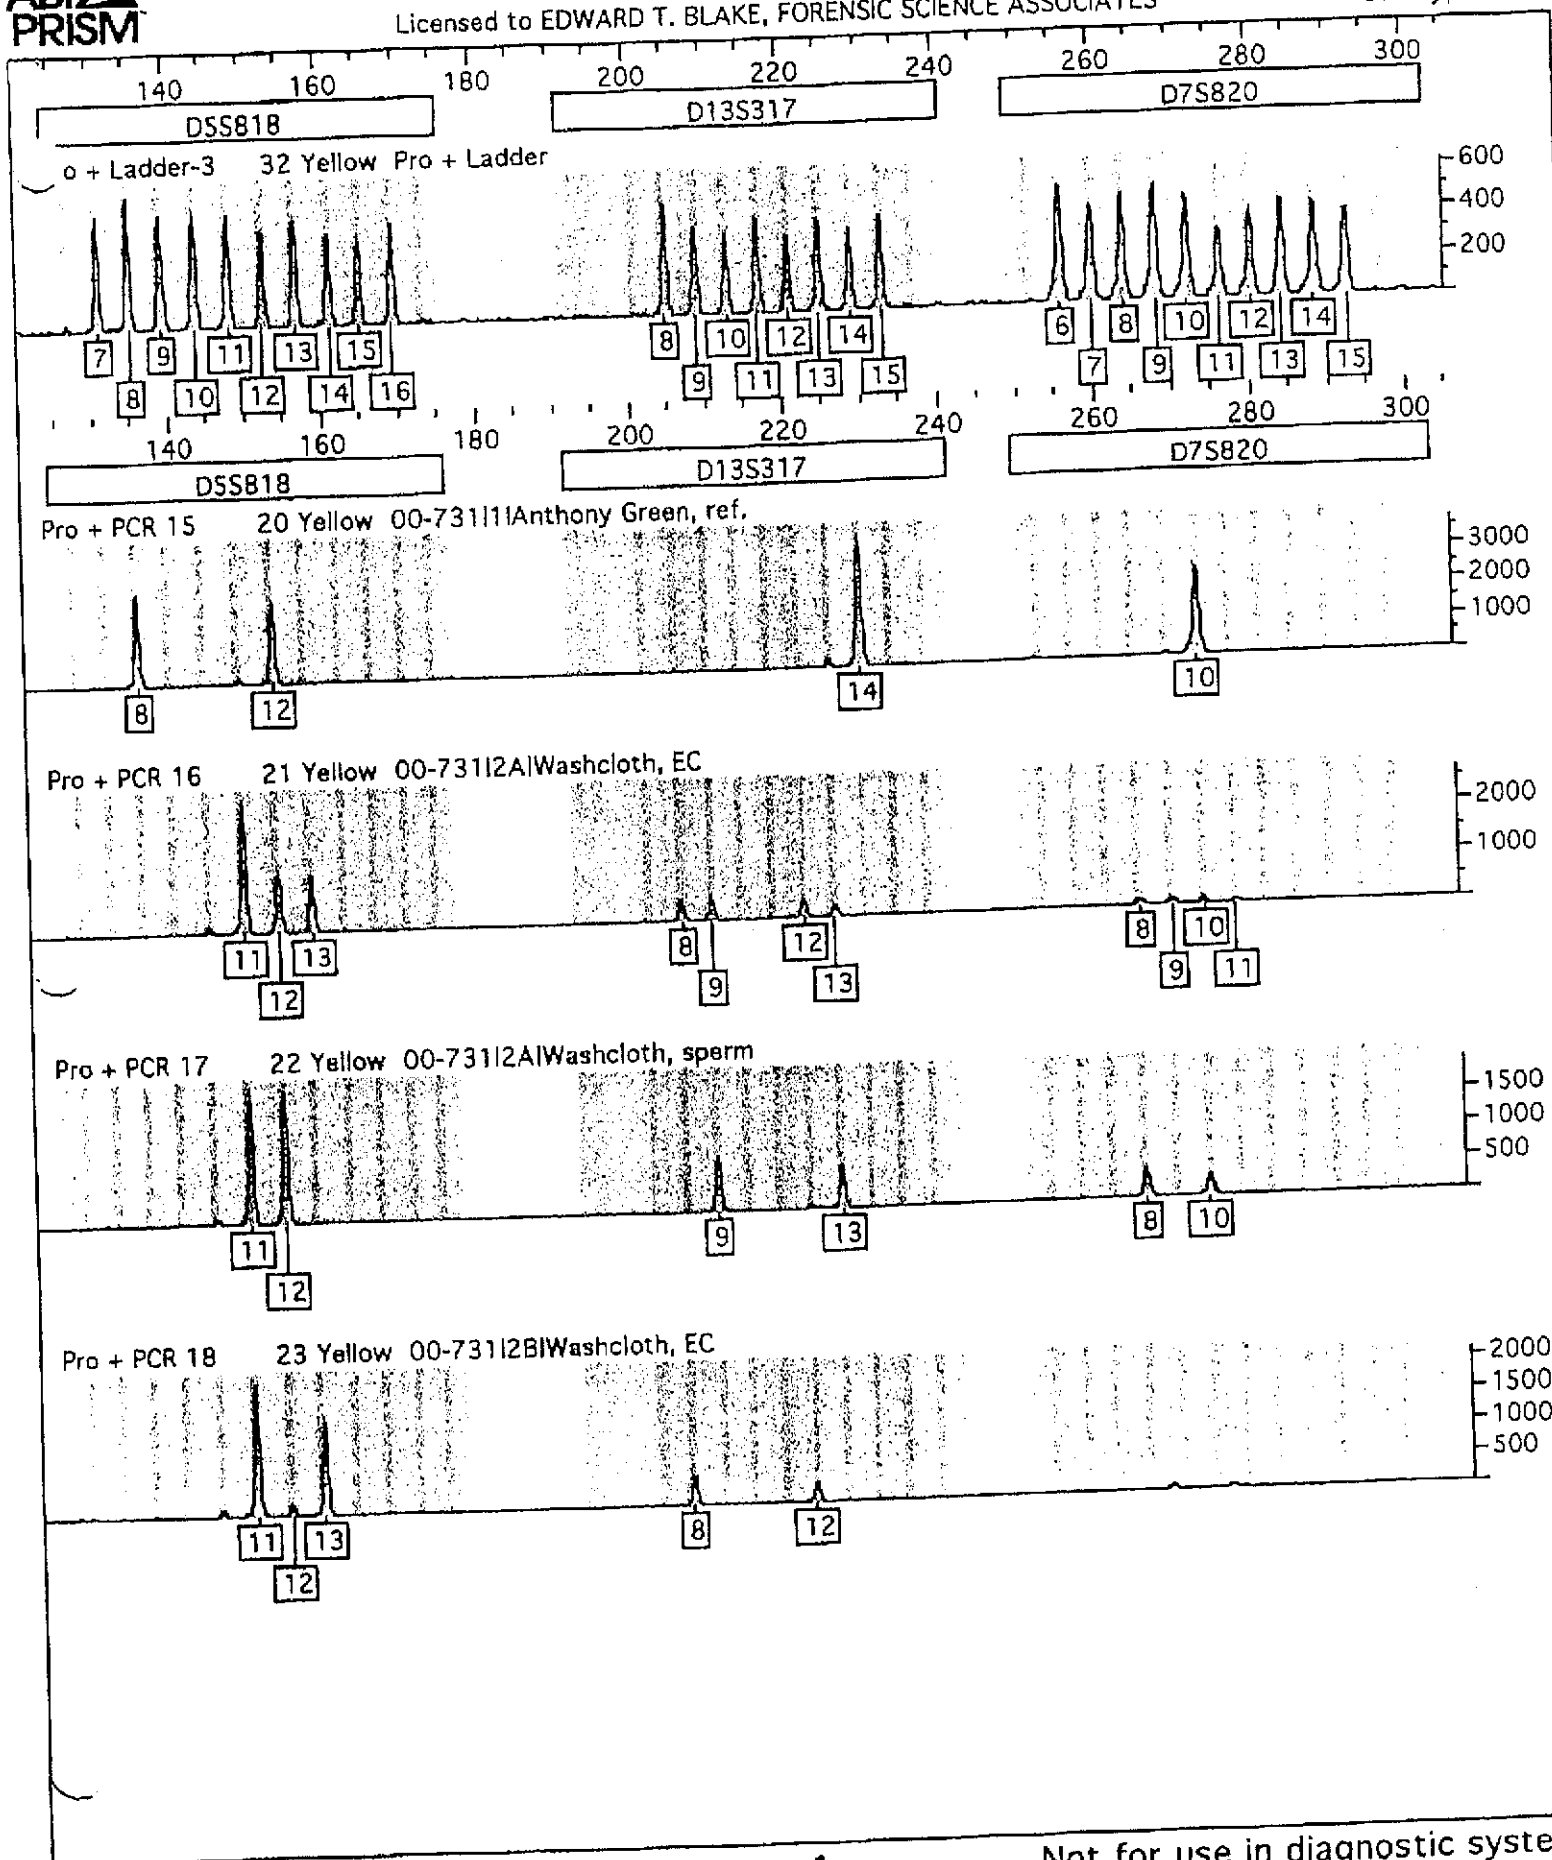 PRISM
Licensed to EDWARD T. BLAKE, FORENSIC SCIENCE ASSOCIATES
140 160 180 200 220 240 260 280 300
D5S818 D13S317 D7S820
o + Ladder-3 32 Yellow Pro + Ladder
600
400
200
7 9 11 13 15 8 10 12 14 6 8 10 12 14
8 10 12 14 16 9 11 13 15 7 9 11 13 15
140 160 180 200 220 240 260 280 300
D5S818 D13S317 D7S820
Pro + PCR 15 20 Yellow 00-731|1|Anthony Green, ref.
3000
2000
1000
8 12 14 10
Pro + PCR 16 21 Yellow 00-731|2A|Washcloth, EC
2000
1000
11 13 8 12 8 10
12 9 13 9 11
Pro + PCR 17 22 Yellow 00-731|2A|Washcloth, sperm
1500
1000
500
11 9 13 8 10
12
Pro + PCR 18 23 Yellow 00-731|2B|Washcloth, EC
2000
1500
1000
500
11 13 8 12
12
Not for use in diagnostic syste